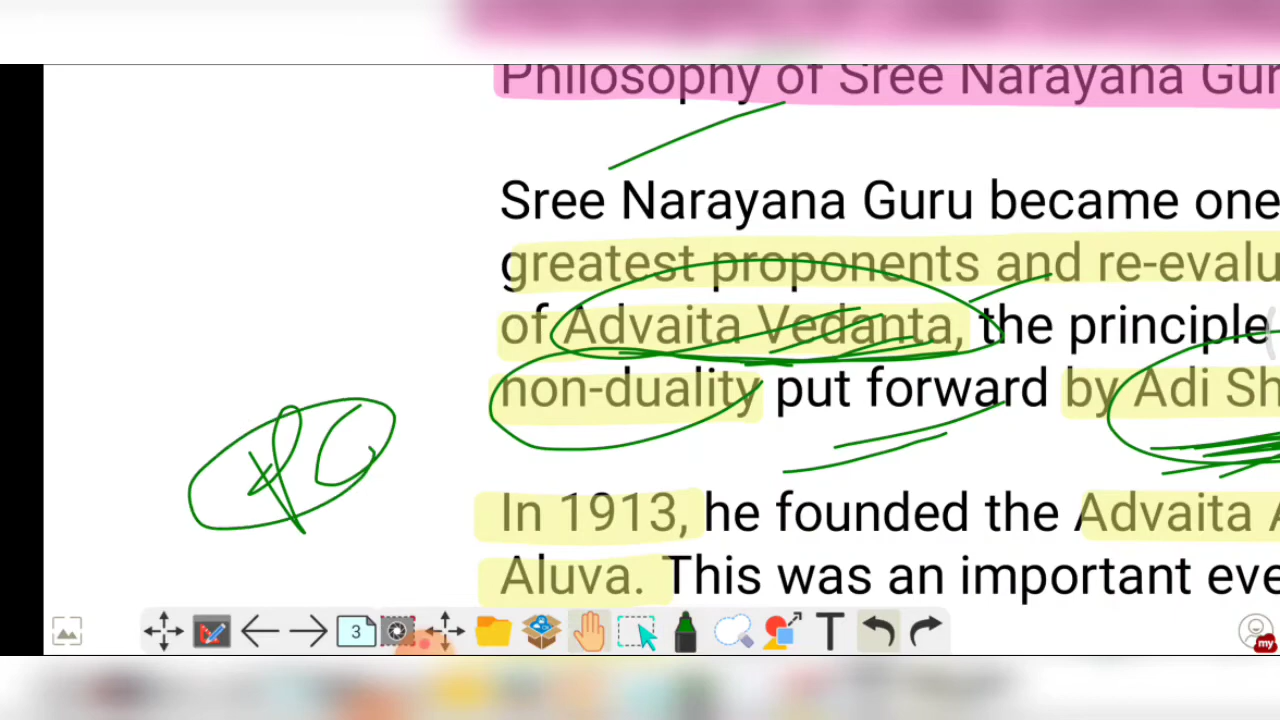 Philosophy of Sree Narayana Gur
Sree Narayana Guru became one
greatest proponents and re-evalu
of Advaita Vedanta, the principle
non-duality put forward by Adi Sh
In 1913, he founded the Advaita A
Aluva. This was an important eve
3
T
my